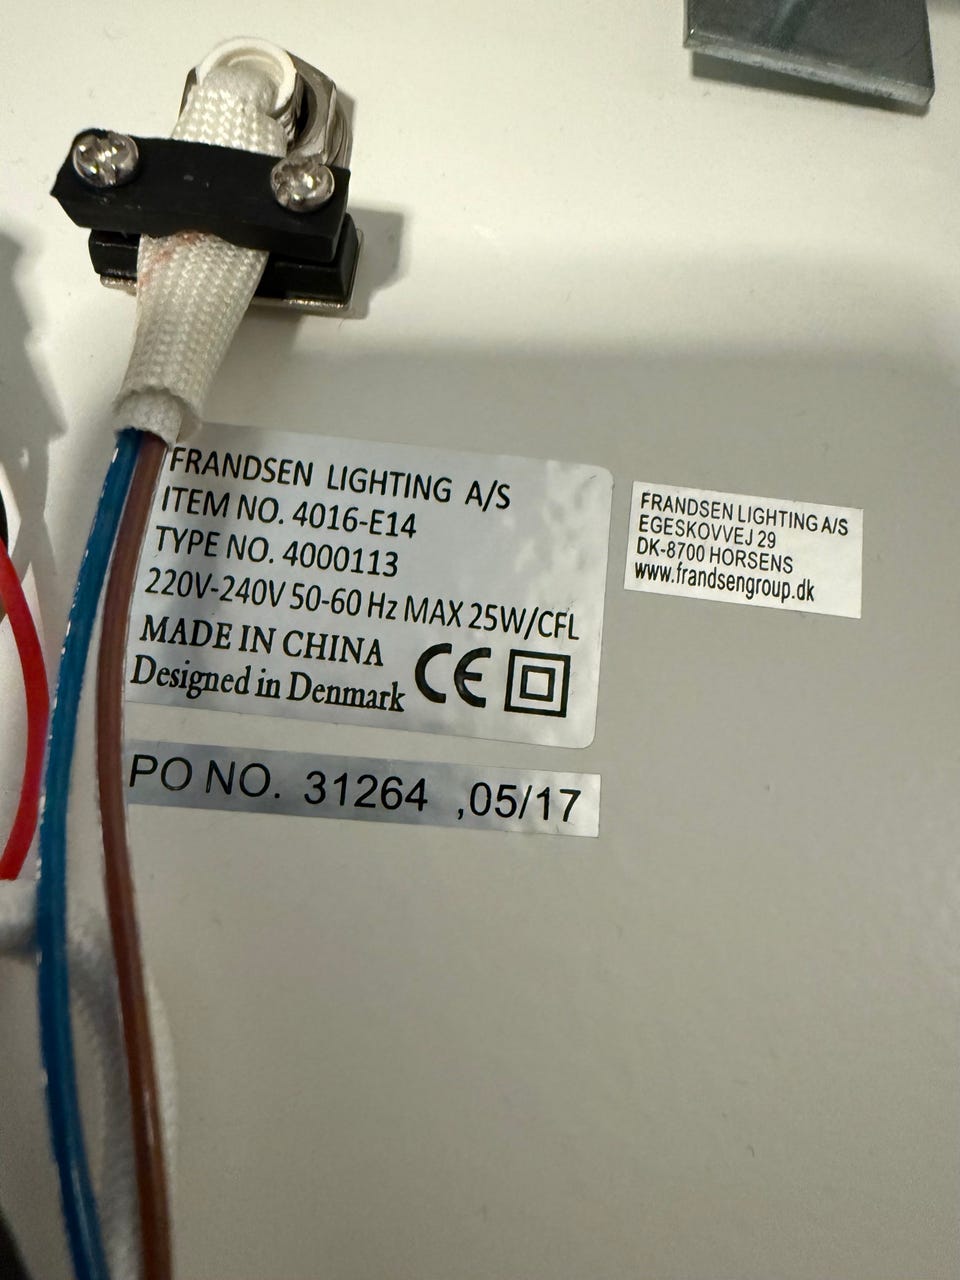 FRANDSEN LIGHTING A/S
ITEM NO. 4016-E14
TYPE NO. 4000113
220V-240V 50-60 Hz MAX 25W/CFL
MADE IN CHINA
Designed in Denmark CE
PO NO. 31264 ,05/17
FRANDSEN LIGHTING A/S
EGESKOVVEJ 29
DK-8700 HORSENS
www.frandsengroup.dk